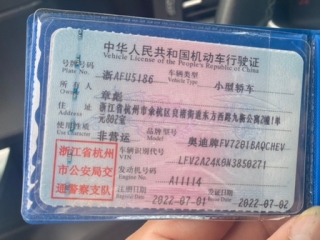 中华人民共和国机动车行驶证
Vehicle License of the People's Republic of China
号牌号码 浙AFU5186 车辆类型 小型轿车
Plate No. Vehicle Type
所有人 章彪
Owner
住址 浙江省杭州市余杭区良渚街道东方西路九衡公寓2幢1单
Address 元802室
使用性质 非营运 品牌型号 奥迪牌FV7201BAQCHEV
Use Character Model
浙江省杭州 车辆识别代号 LFV2A24K0N3850271
VIN
市公安局交 发动机号码 A11114
Engine No.
通警察支队 注册日期 2022-07-01 发证日期 2022-07-02
Register Date Issue Date